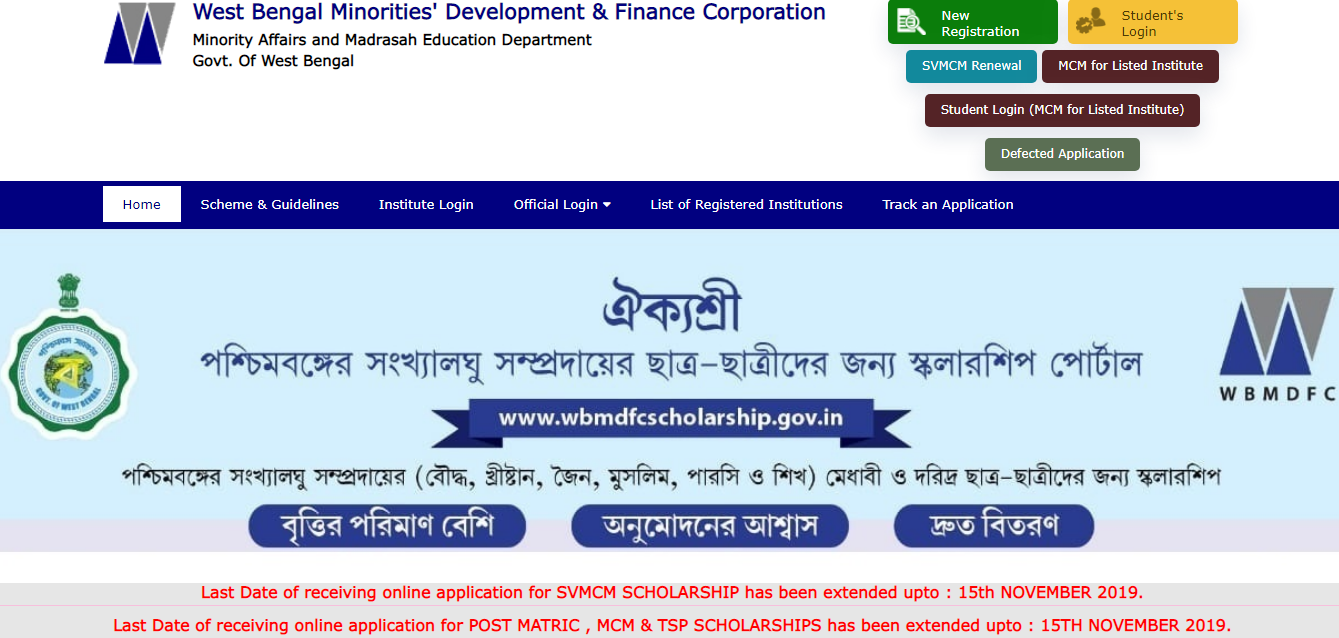 West Bengal Minorities' Development & Finance Corporation
Minority Affairs and Madrasah Education Department
Govt. Of West Bengal
New Registration
Student's Login
SVMCM Renewal
MCM for Listed Institute
Student Login (MCM for Listed Institute)
Defected Application
Home Scheme & Guidelines Institute Login Official Login List of Registered Institutions Track an Application
ঐক্যশ্রী
পশ্চিমবঙ্গের সংখ্যালঘু সম্প্রদায়ের ছাত্র-ছাত্রীদের জন্য স্কলারশিপ পোর্টাল
পশ্চিমবঙ্গ সরকার
GOVT. OF WEST BENGAL
WBMDFC
www.wbmdfcscholarship.gov.in
পশ্চিমবঙ্গের সংখ্যালঘু সম্প্রদায়ের (বৌদ্ধ, খ্রীষ্টান, জৈন, মুসলিম, পারসি ও শিখ) মেধাবী ও দরিদ্র ছাত্র-ছাত্রীদের জন্য স্কলারশিপ
বৃত্তির পরিমাণ বেশি
অনুমোদনের আশ্বাস
দ্রুত বিতরণ
Last Date of receiving online application for SVMCM SCHOLARSHIP has been extended upto : 15th NOVEMBER 2019.
Last Date of receiving online application for POST MATRIC , MCM & TSP SCHOLARSHIPS has been extended upto : 15TH NOVEMBER 2019.